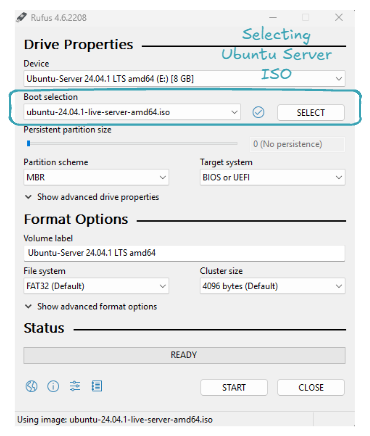 Rufus 4.6.2208
Drive Properties
Selecting
Ubuntu Server
ISO
Device
Ubuntu-Server 24.04.1 LTS amd64 (E:) [8 GB]
Boot selection
ubuntu-24.04.1-live-server-amd64.iso
SELECT
Persistent partition size
0 (No persistence)
Partition scheme
Target system
MBR
BIOS or UEFI
Show advanced drive properties
Format Options
Volume label
Ubuntu-Server 24.04.1 LTS amd64
File system
Cluster size
FAT32 (Default)
4096 bytes (Default)
Show advanced format options
Status
READY
START
CLOSE
Using image: ubuntu-24.04.1-live-server-amd64.iso